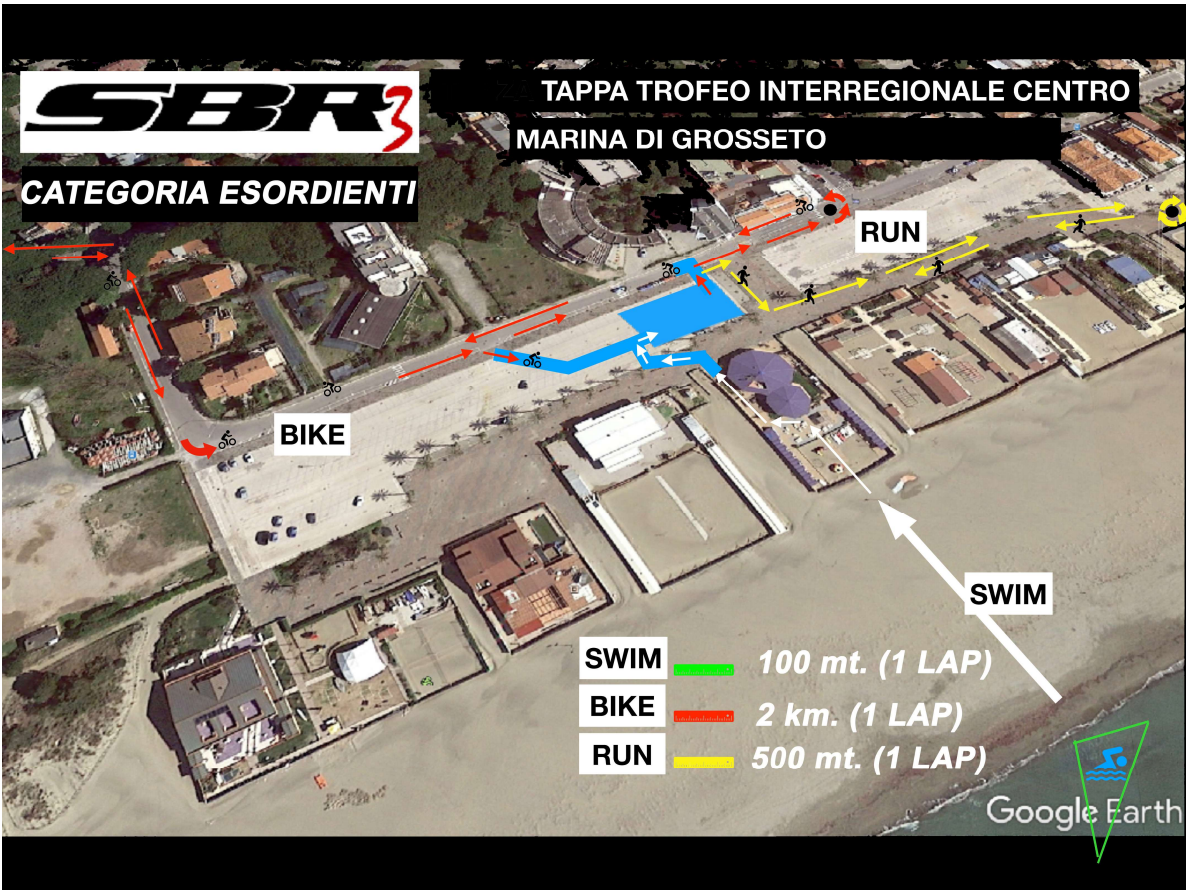 SBR3
TAPPA TROFEO INTERREGIONALE CENTRO
MARINA DI GROSSETO
CATEGORIA ESORDIENTI
RUN
BIKE
SWIM
SWIM 100 mt. (1 LAP)
BIKE 2 km. (1 LAP)
RUN 500 mt. (1 LAP)
Google Earth